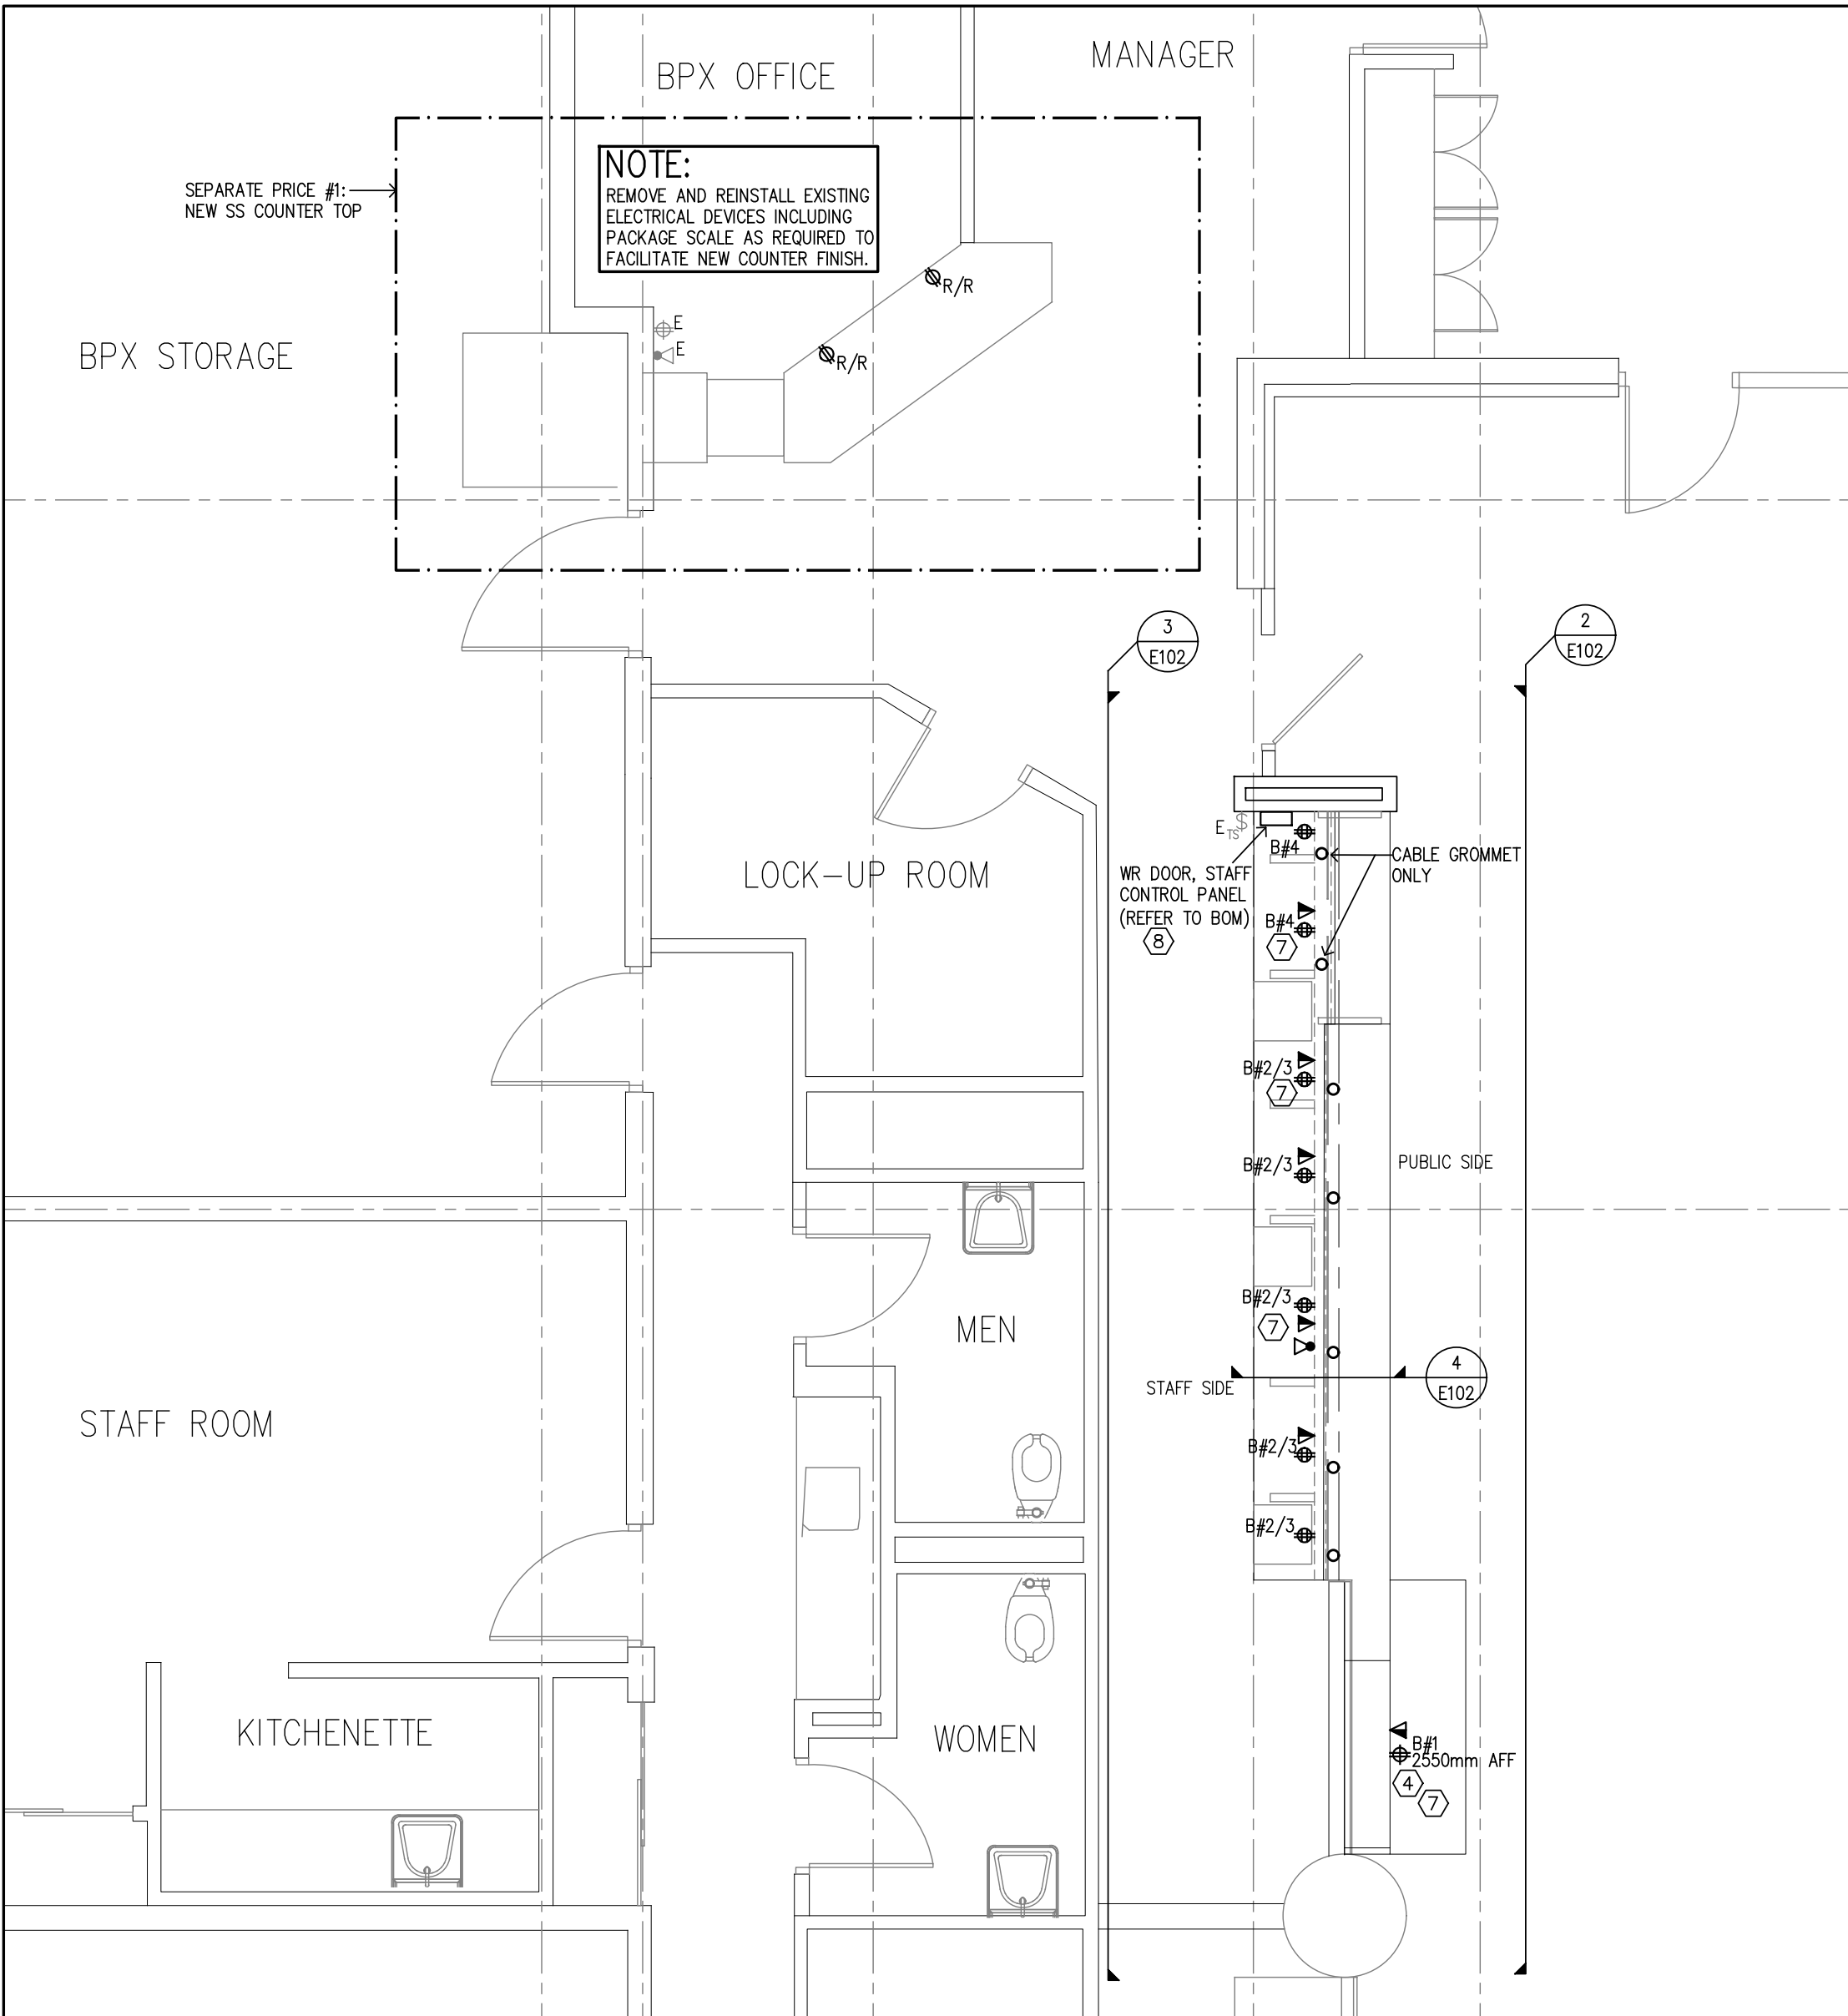 MANAGER
BPX OFFICE
NOTE:
REMOVE AND REINSTALL EXISTING
ELECTRICAL DEVICES INCLUDING
PACKAGE SCALE AS REQUIRED TO
FACILITATE NEW COUNTER FINISH.
SEPARATE PRICE #1:
NEW SS COUNTER TOP
R/R
E
E
R/R
BPX STORAGE
3
E102
2
E102
E
TS
$
B#4
CABLE GROMMET
ONLY
LOCK-UP ROOM
WR DOOR, STAFF
CONTROL PANEL
(REFER TO BOM)
8
B#4
7
B#2/3
7
B#2/3
PUBLIC SIDE
B#2/3
7
MEN
STAFF SIDE
4
E102
STAFF ROOM
B#2/3
B#2/3
KITCHENETTE
WOMEN
B#1
2550mm AFF
4
7